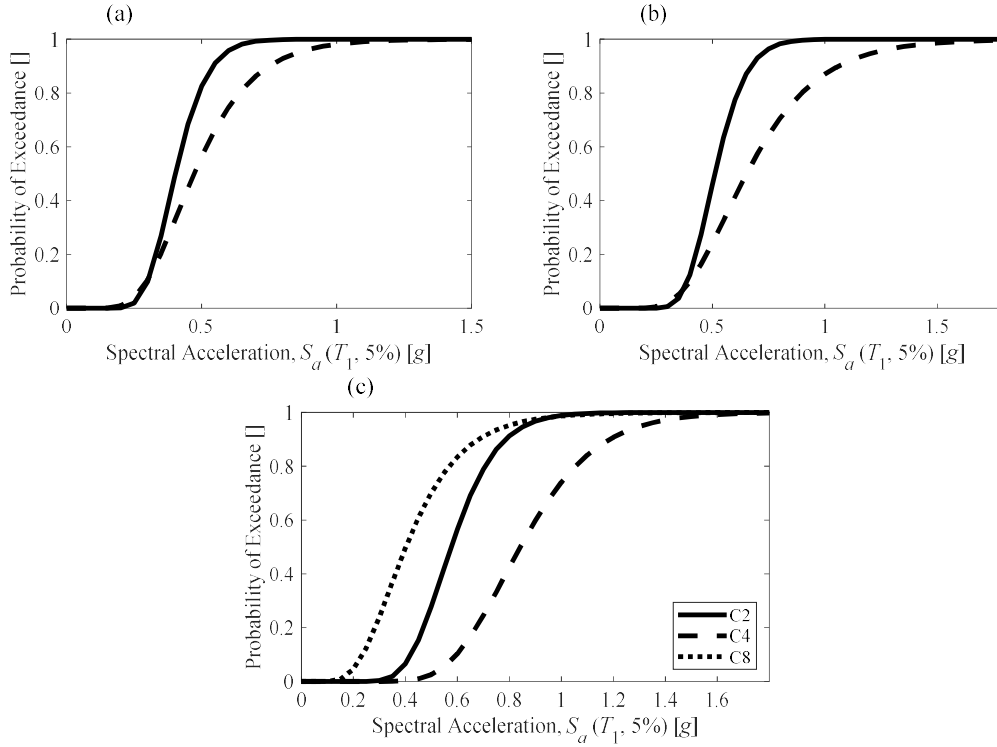 (a)
Probability of Exceedance []
1
0.8
0.6
0.4
0.2
0
0 0.5 1 1.5
Spectral Acceleration, Sa (T1, 5%) [g]
(b)
Probability of Exceedance []
1
0.8
0.6
0.4
0.2
0
0 0.5 1 1.5
Spectral Acceleration, Sa (T1, 5%) [g]
(c)
Probability of Exceedance []
1
0.8
0.6
0.4
0.2
0
0 0.2 0.4 0.6 0.8 1 1.2 1.4 1.6
Spectral Acceleration, Sa (T1, 5%) [g]
C2
C4
C8